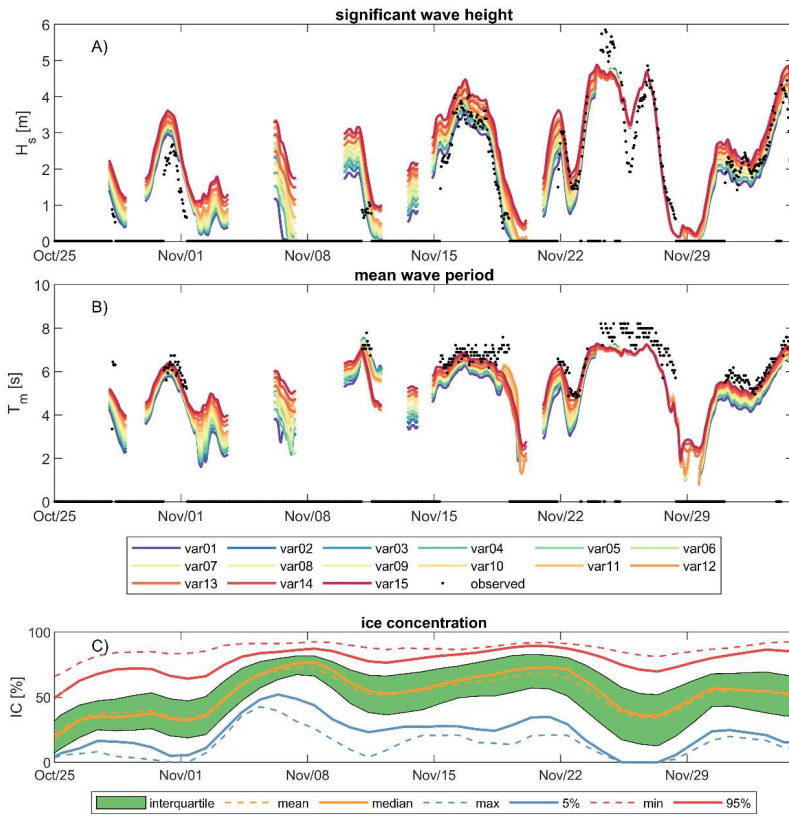 significant wave height
A)
6
5
4
3
2
1
0
H_s [m]
Oct/25 Nov/01 Nov/08 Nov/15 Nov/22 Nov/29
mean wave period
B)
10
8
6
4
2
0
T_m [s]
Oct/25 Nov/01 Nov/08 Nov/15 Nov/22 Nov/29
var01 var02 var03 var04 var05 var06
var07 var08 var09 var10 var11 var12
var13 var14 var15 observed
ice concentration
C)
100
50
0
IC [%]
Oct/25 Nov/01 Nov/08 Nov/15 Nov/22 Nov/29
interquartile mean median max 5% min 95%